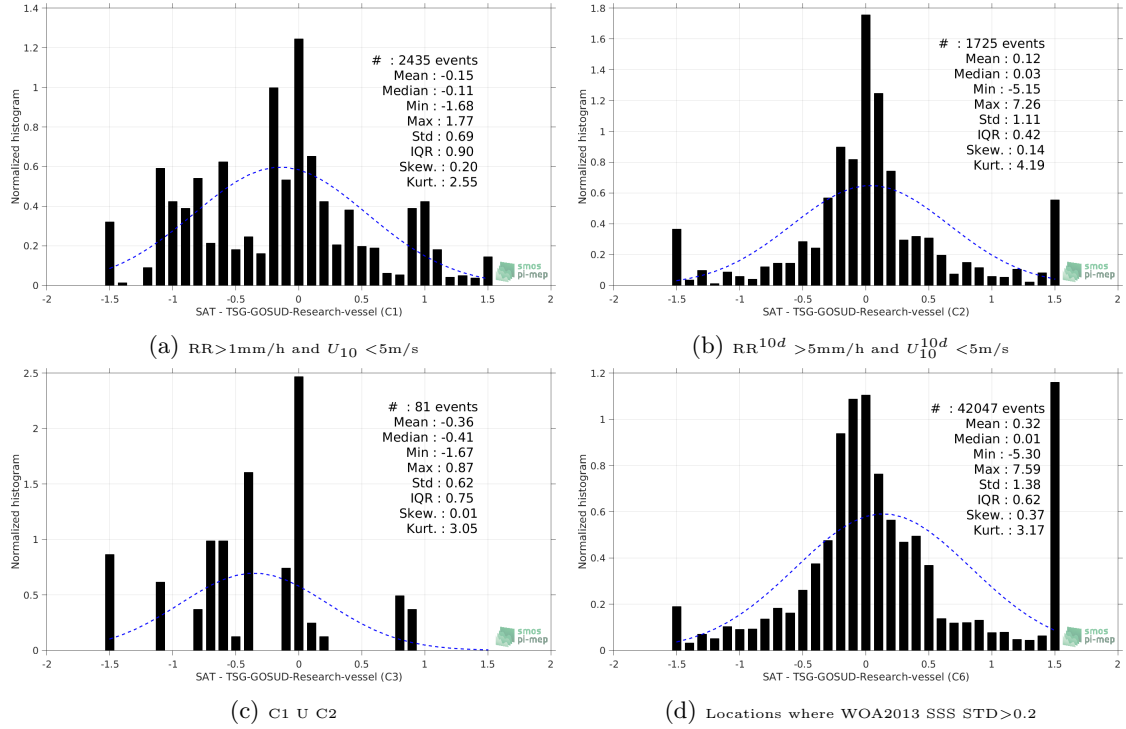 1.4
1.2
1
0.8
0.6
0.4
0.2
0
Normalized histogram
# : 2435 events
Mean : -0.15
Median : -0.11
Min : -1.68
Max : 1.77
Std : 0.69
IQR : 0.90
Skew. : 0.20
Kurt. : 2.55
smos
pi-mep
-2 -1.5 -1 -0.5 0 0.5 1 1.5 2
SAT - TSG-GOSUD-Research-vessel (C1)
(a) RR>1mm/h and U10 <5m/s
1.8
1.6
1.4
1.2
1
0.8
0.6
0.4
0.2
0
Normalized histogram
# : 1725 events
Mean : 0.12
Median : 0.03
Min : -5.15
Max : 7.26
Std : 1.11
IQR : 0.42
Skew. : 0.14
Kurt. : 4.19
smos
pi-mep
-2 -1.5 -1 -0.5 0 0.5 1 1.5 2
SAT - TSG-GOSUD-Research-vessel (C2)
(b) RR10d >5mm/h and U10d10 <5m/s
2.5
2
1.5
1
0.5
0
Normalized histogram
# : 81 events
Mean : -0.36
Median : -0.41
Min : -1.67
Max : 0.87
Std : 0.62
IQR : 0.75
Skew. : 0.01
Kurt. : 3.05
smos
pi-mep
-2 -1.5 -1 -0.5 0 0.5 1 1.5 2
SAT - TSG-GOSUD-Research-vessel (C3)
(c) C1 U C2
1.2
1
0.8
0.6
0.4
0.2
0
Normalized histogram
# : 42047 events
Mean : 0.32
Median : 0.01
Min : -5.30
Max : 7.59
Std : 1.38
IQR : 0.62
Skew. : 0.37
Kurt. : 3.17
smos
pi-mep
-2 -1.5 -1 -0.5 0 0.5 1 1.5 2
SAT - TSG-GOSUD-Research-vessel (C6)
(d) Locations where WOA2013 SSS STD>0.2